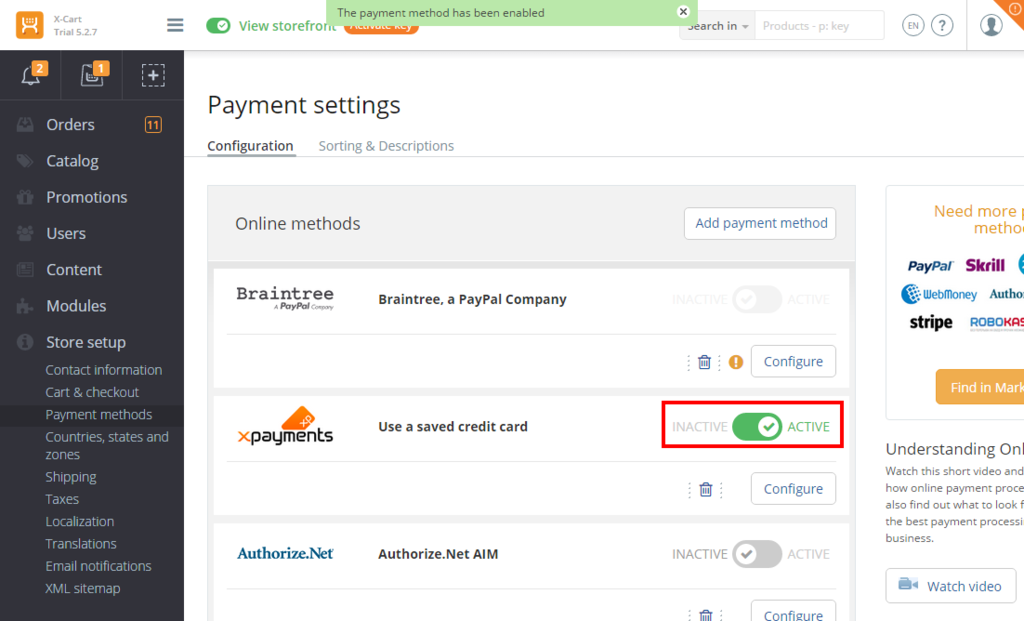 X-Cart
Trial 5.2.7
View storefront
Activate key
The payment method has been enabled
Search in
Products - p: key
EN
?
2
1
Orders 11
Catalog
Promotions
Users
Content
Modules
Store setup
Contact information
Cart & checkout
Payment methods
Countries, states and
zones
Shipping
Taxes
Localization
Translations
Email notifications
XML sitemap
Payment settings
Configuration Sorting & Descriptions
Online methods
Add payment method
Braintree
A PayPal Company
Braintree, a PayPal Company
INACTIVE ACTIVE
Configure
xpayments
Use a saved credit card
INACTIVE ACTIVE
Configure
Authorize.Net
Authorize.Net AIM
INACTIVE ACTIVE
Configure
Need more p
metho
PayPal Skrill
WebMoney Autho
stripe ROBOKAS
Find in Mark
Understanding Onl
Watch this short video and
how online payment proce
also find out what to look f
the best payment processi
business.
Watch video